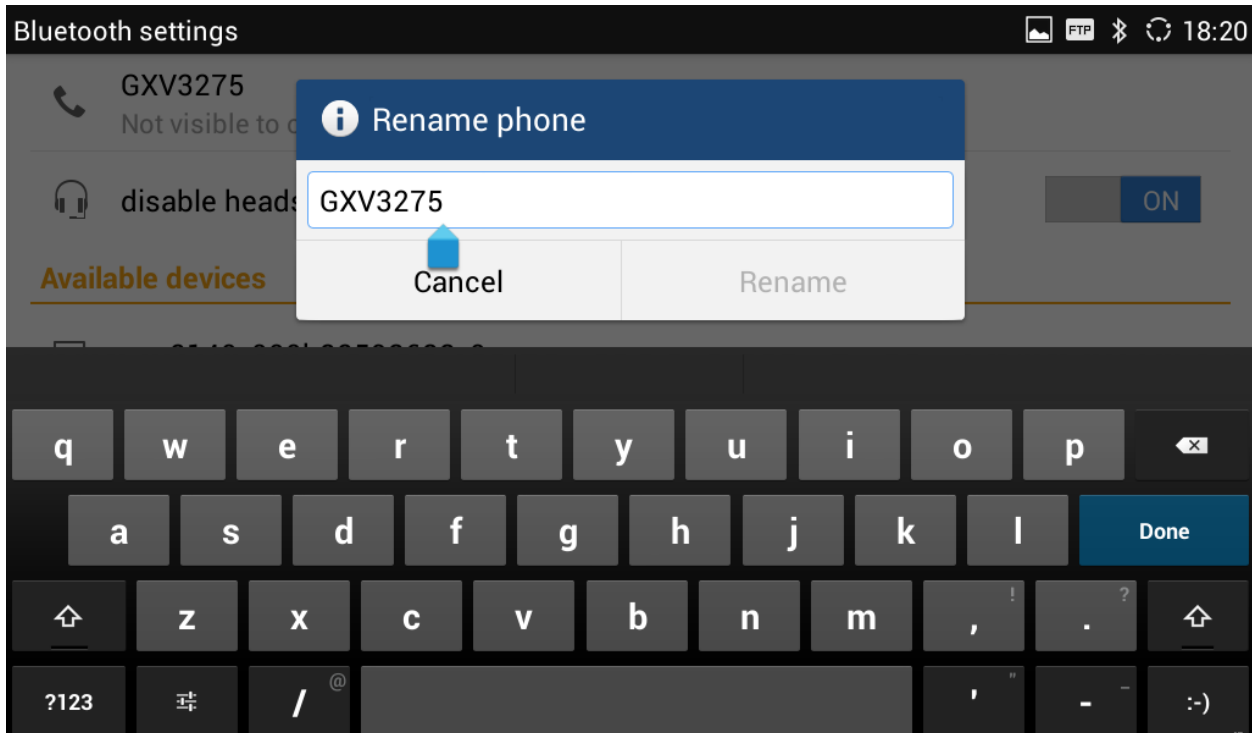 Bluetooth settings
FTP
18:20
GXV3275
Not visible to
Rename phone
disable heads
GXV3275
ON
Available devices
Cancel
Rename
q w e r t y u i o p
a s d f g h j k l Done
z x c v b n m , ! . ?
?123 / @ ' " - _ :-)